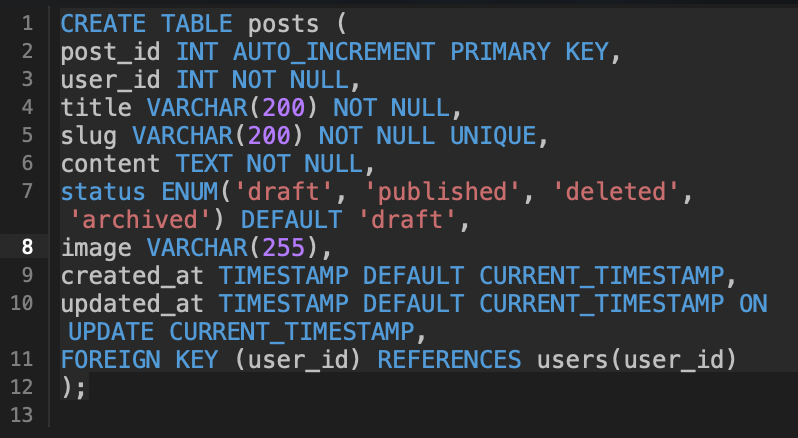 1 CREATE TABLE posts (
2 post_id INT AUTO_INCREMENT PRIMARY KEY,
3 user_id INT NOT NULL,
4 title VARCHAR(200) NOT NULL,
5 slug VARCHAR(200) NOT NULL UNIQUE,
6 content TEXT NOT NULL,
7 status ENUM('draft', 'published', 'deleted',
'archived') DEFAULT 'draft',
8 image VARCHAR(255),
9 created_at TIMESTAMP DEFAULT CURRENT_TIMESTAMP,
10 updated_at TIMESTAMP DEFAULT CURRENT_TIMESTAMP ON
UPDATE CURRENT_TIMESTAMP,
11 FOREIGN KEY (user_id) REFERENCES users(user_id)
12 );
13